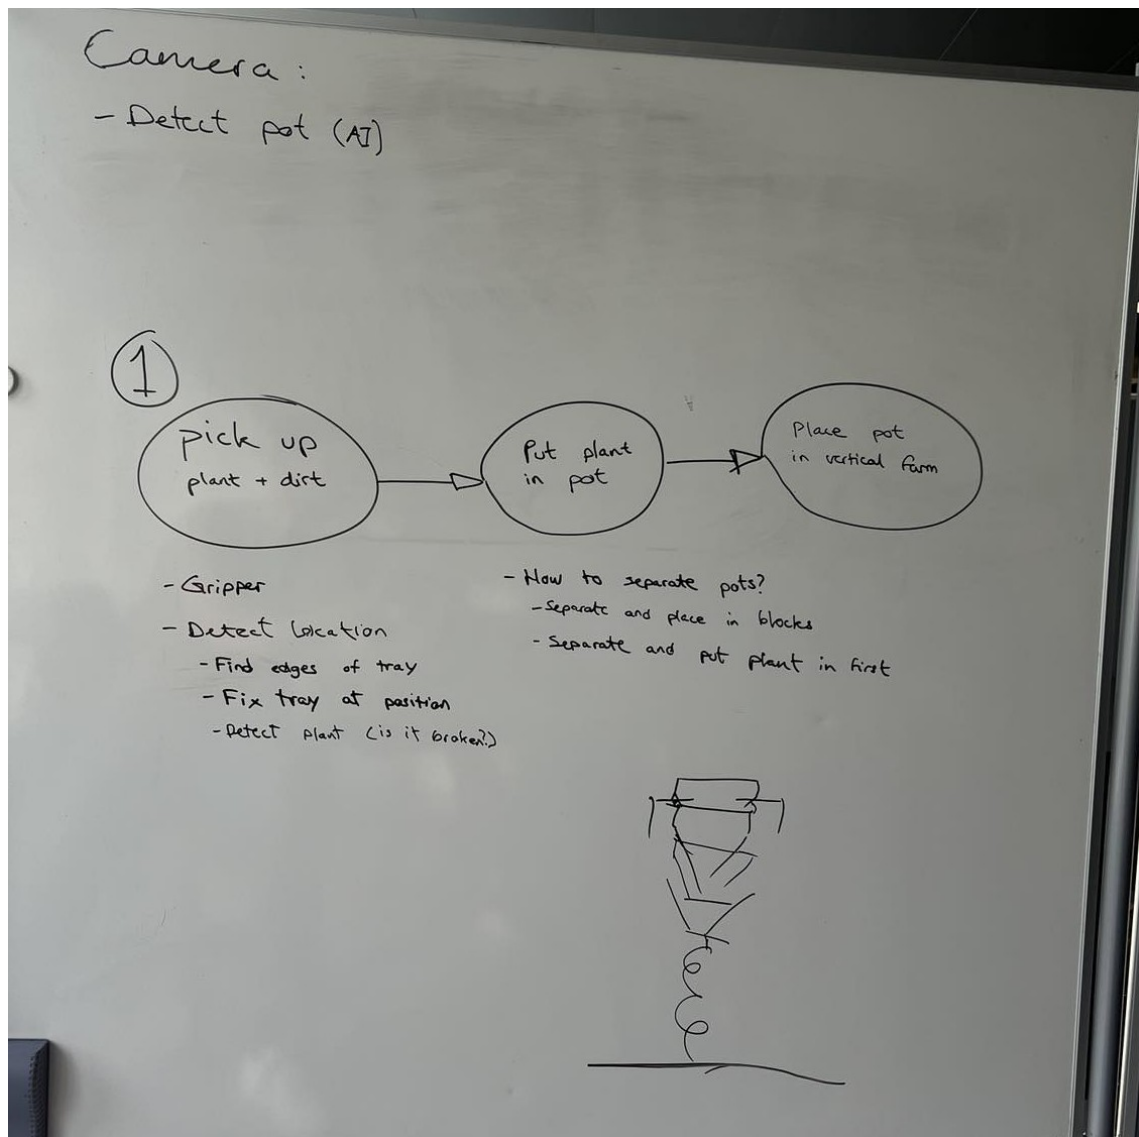 Camera:
- Detect pot (AI)
1
pick up
plant + dirt
Put plant
in pot
Place pot
in vertical farm
- Gripper
- Detect location
- Find edges of tray
- Fix tray at position
- Detect plant (is it broken?)
- How to separate pots?
- Separate and place in blocks
- Separate and put plant in first